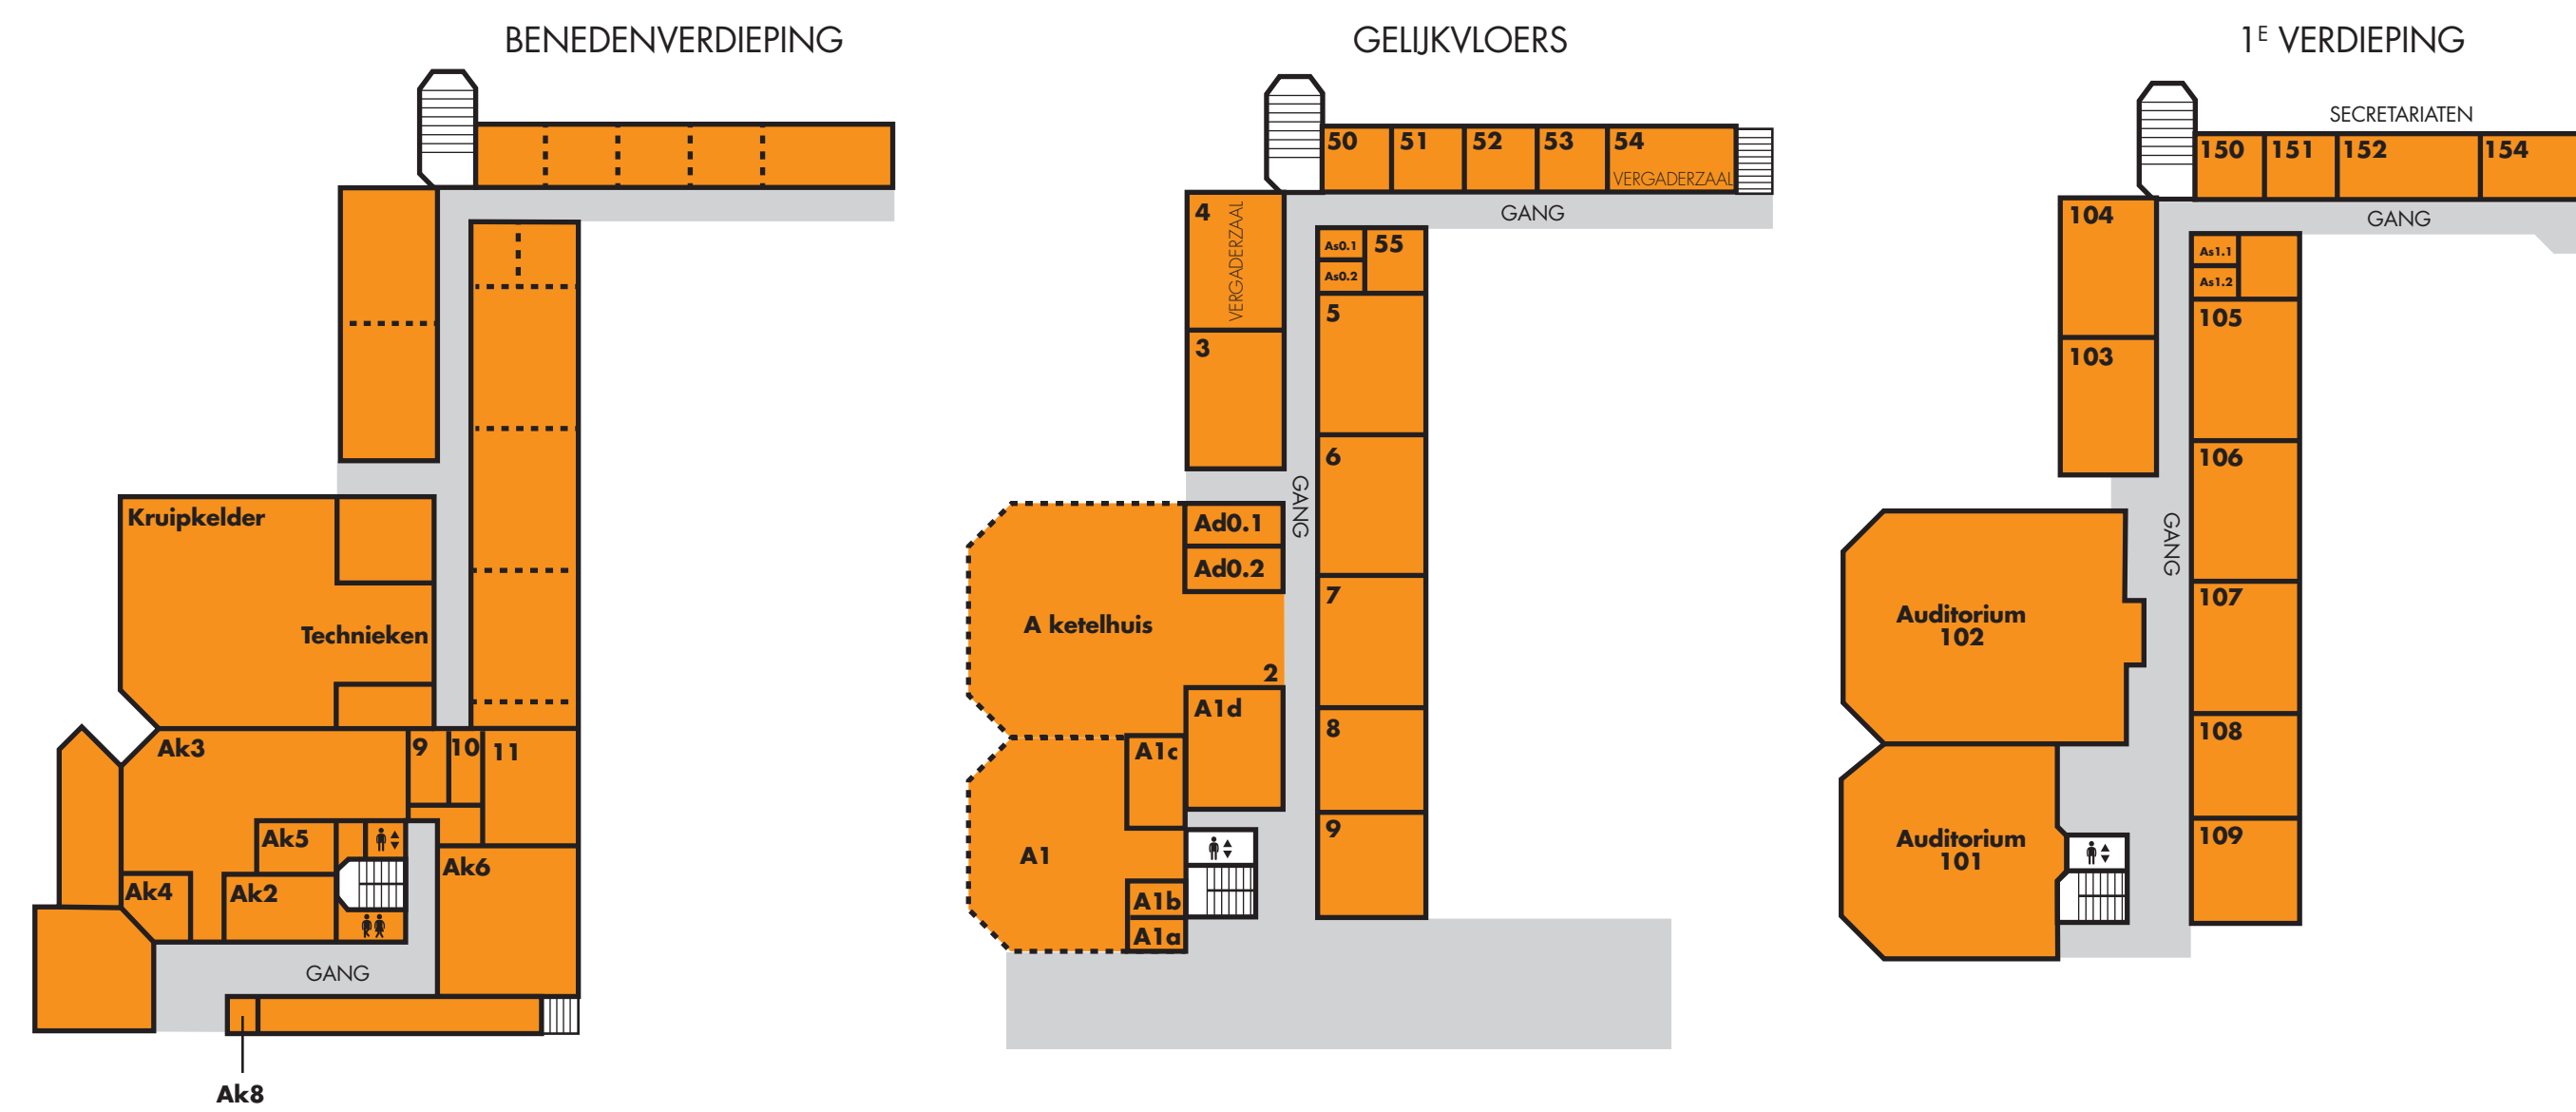 BENEDENVERDIEPING
Kruipkelder
Technieken
Ak3
9
10
11
Ak5
Ak6
Ak4
Ak2
GANG
Ak8
GELIJKVLOERS
50
51
52
53
54
VERGADERZAAL
GANG
4
VERGADERZAAL
3
As0.1
As0.2
55
5
6
GANG
Ad0.1
Ad0.2
7
A ketelhuis
2
A1d
8
A1c
9
A1
A1b
A1a
1E VERDIEPING
SECRETARIATEN
150
151
152
154
GANG
104
103
As1.1
As1.2
105
106
GANG
107
Auditorium
102
108
109
Auditorium
101